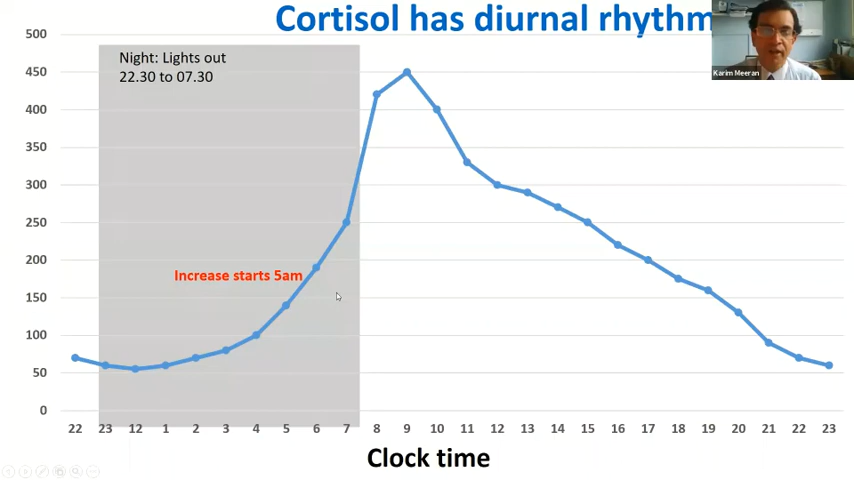 Cortisol has diurnal rhythm
Karim Meeran
500
450
400
350
300
250
200
150
100
50
0
Night: Lights out
22.30 to 07.30
Increase starts 5am
22 23 12 1 2 3 4 5 6 7 8 9 10 11 12 13 14 15 16 17 18 19 20 21 22 23
Clock time